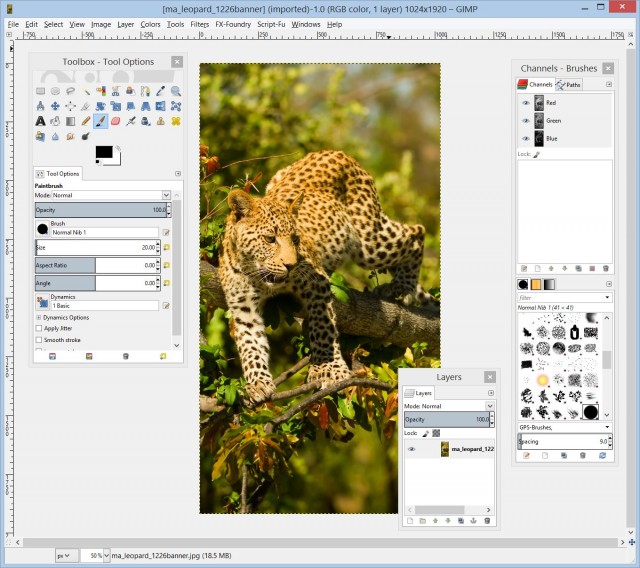 [ma_leopard_1226banner] (imported)-1.0 (RGB color, 1 layer) 1024x1920 – GIMP
File Select View Image Layer Colors Tools Filters FX-Foundry Script-Fu Windows Help
Toolbox - Tool Options
Tool Options
Paintbrush
Mode: Normal
Opacity 100.0
Brush
Normal Nib 1
Size 20.00
Aspect Ratio 0.00
Angle 0.00
Dynamics
1 Basic
Dynamics Options
Apply Jitter
Smooth stroke
Channels - Brushes
Channels Paths
Red
Green
Blue
Lock:
filter
Normal Nib 1 (41 × 41)
GPS-Brushes,
Spacing 9.0
Layers
Layers
Mode: Normal
Opacity 100.0
Lock:
ma_leopard_122
px 50 % ma_leopard_1226banner.jpg (18.5 MB)